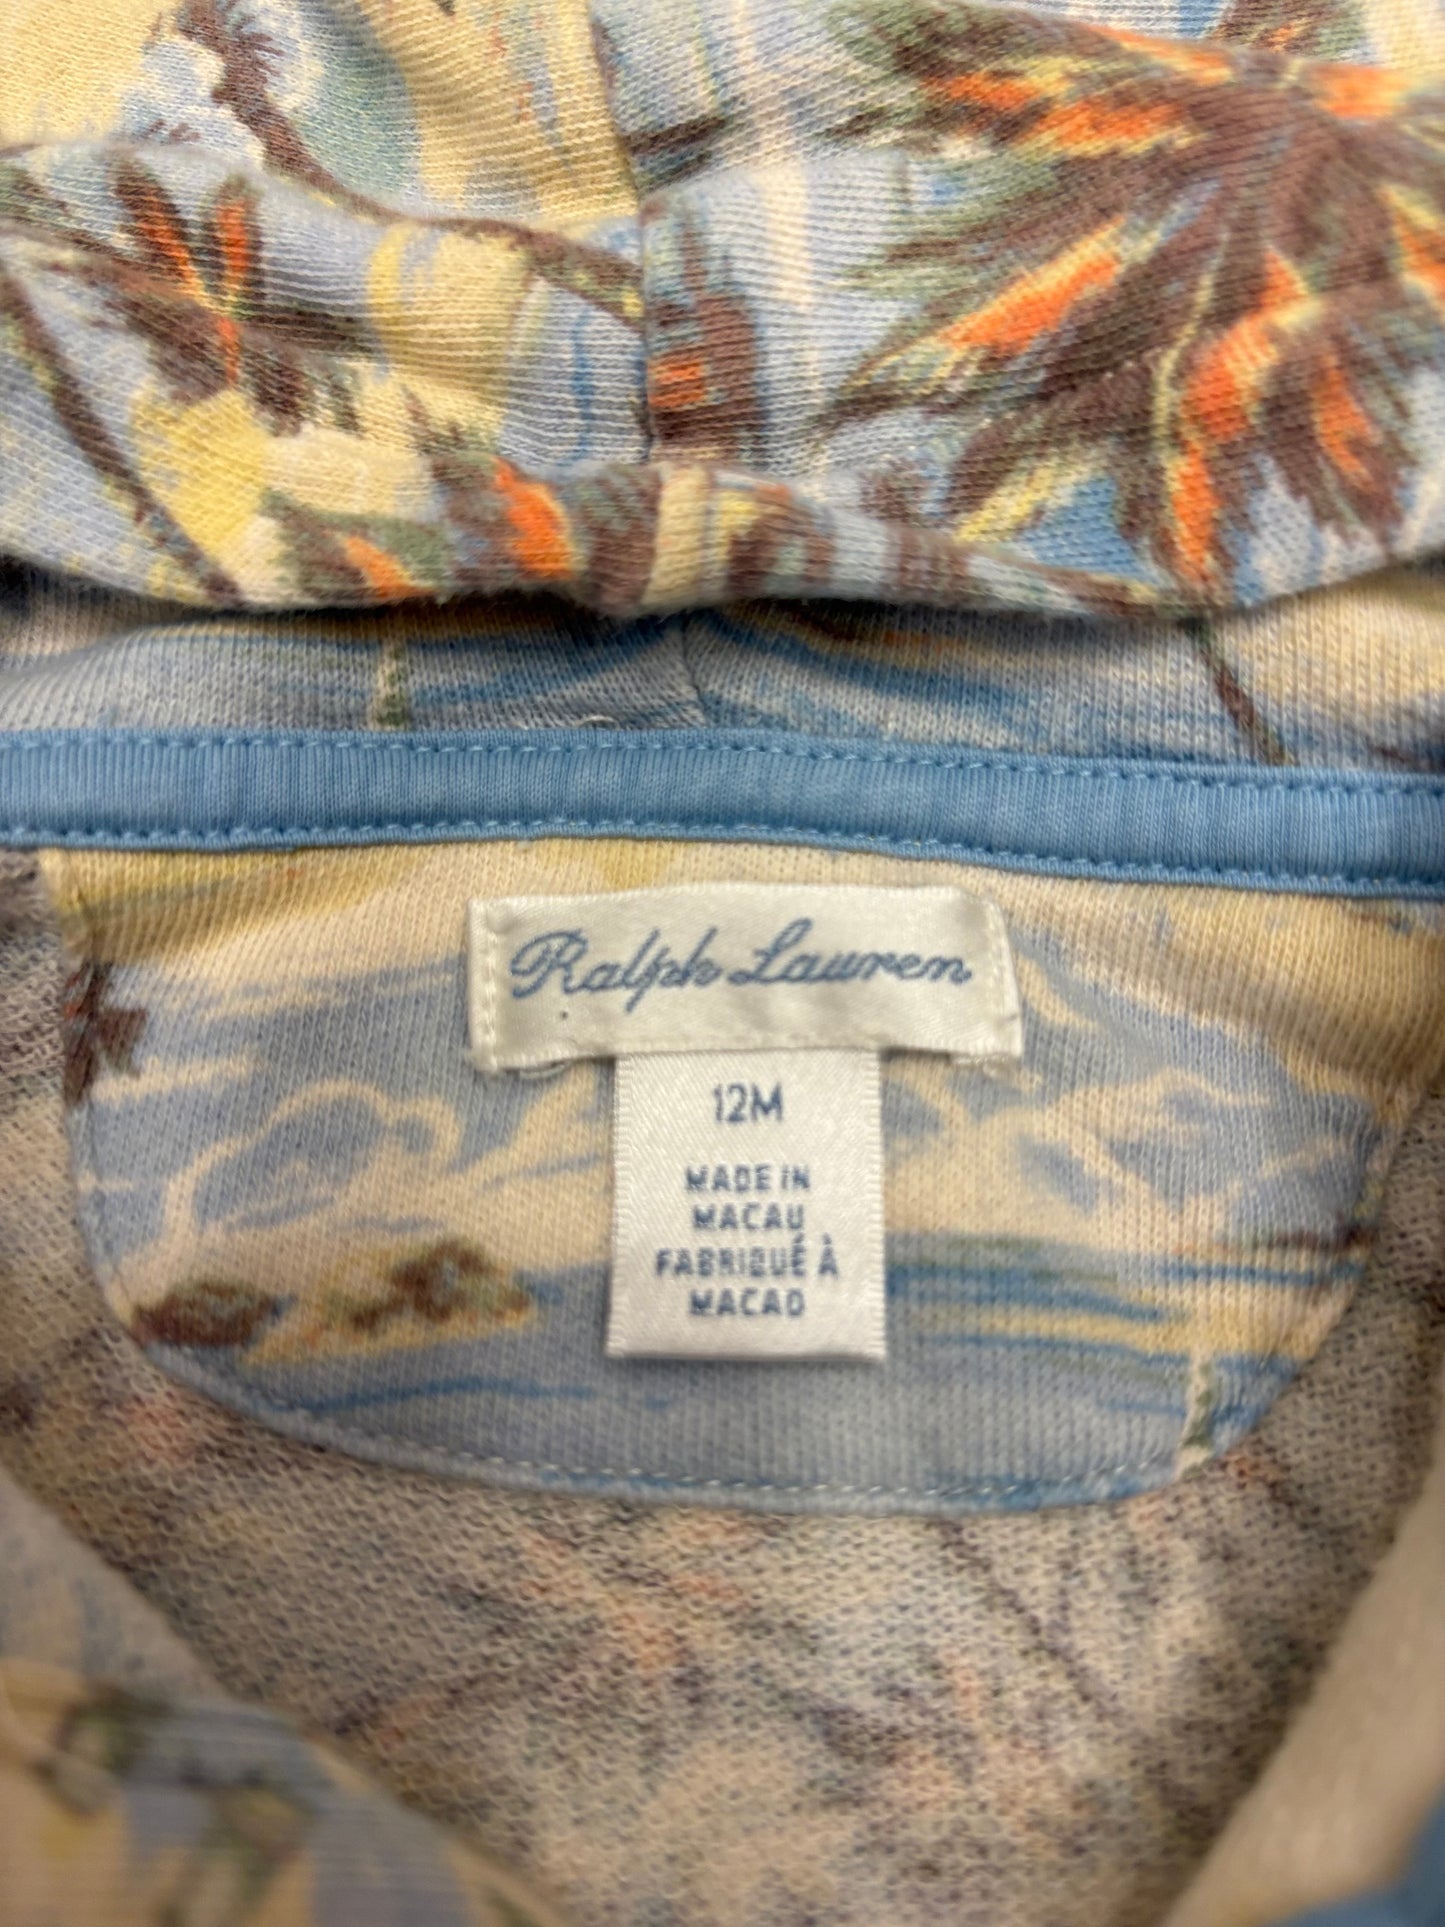 Ralph Lauren
12M
MADE IN
MACAU
FABRIQUÉ À
MACAO